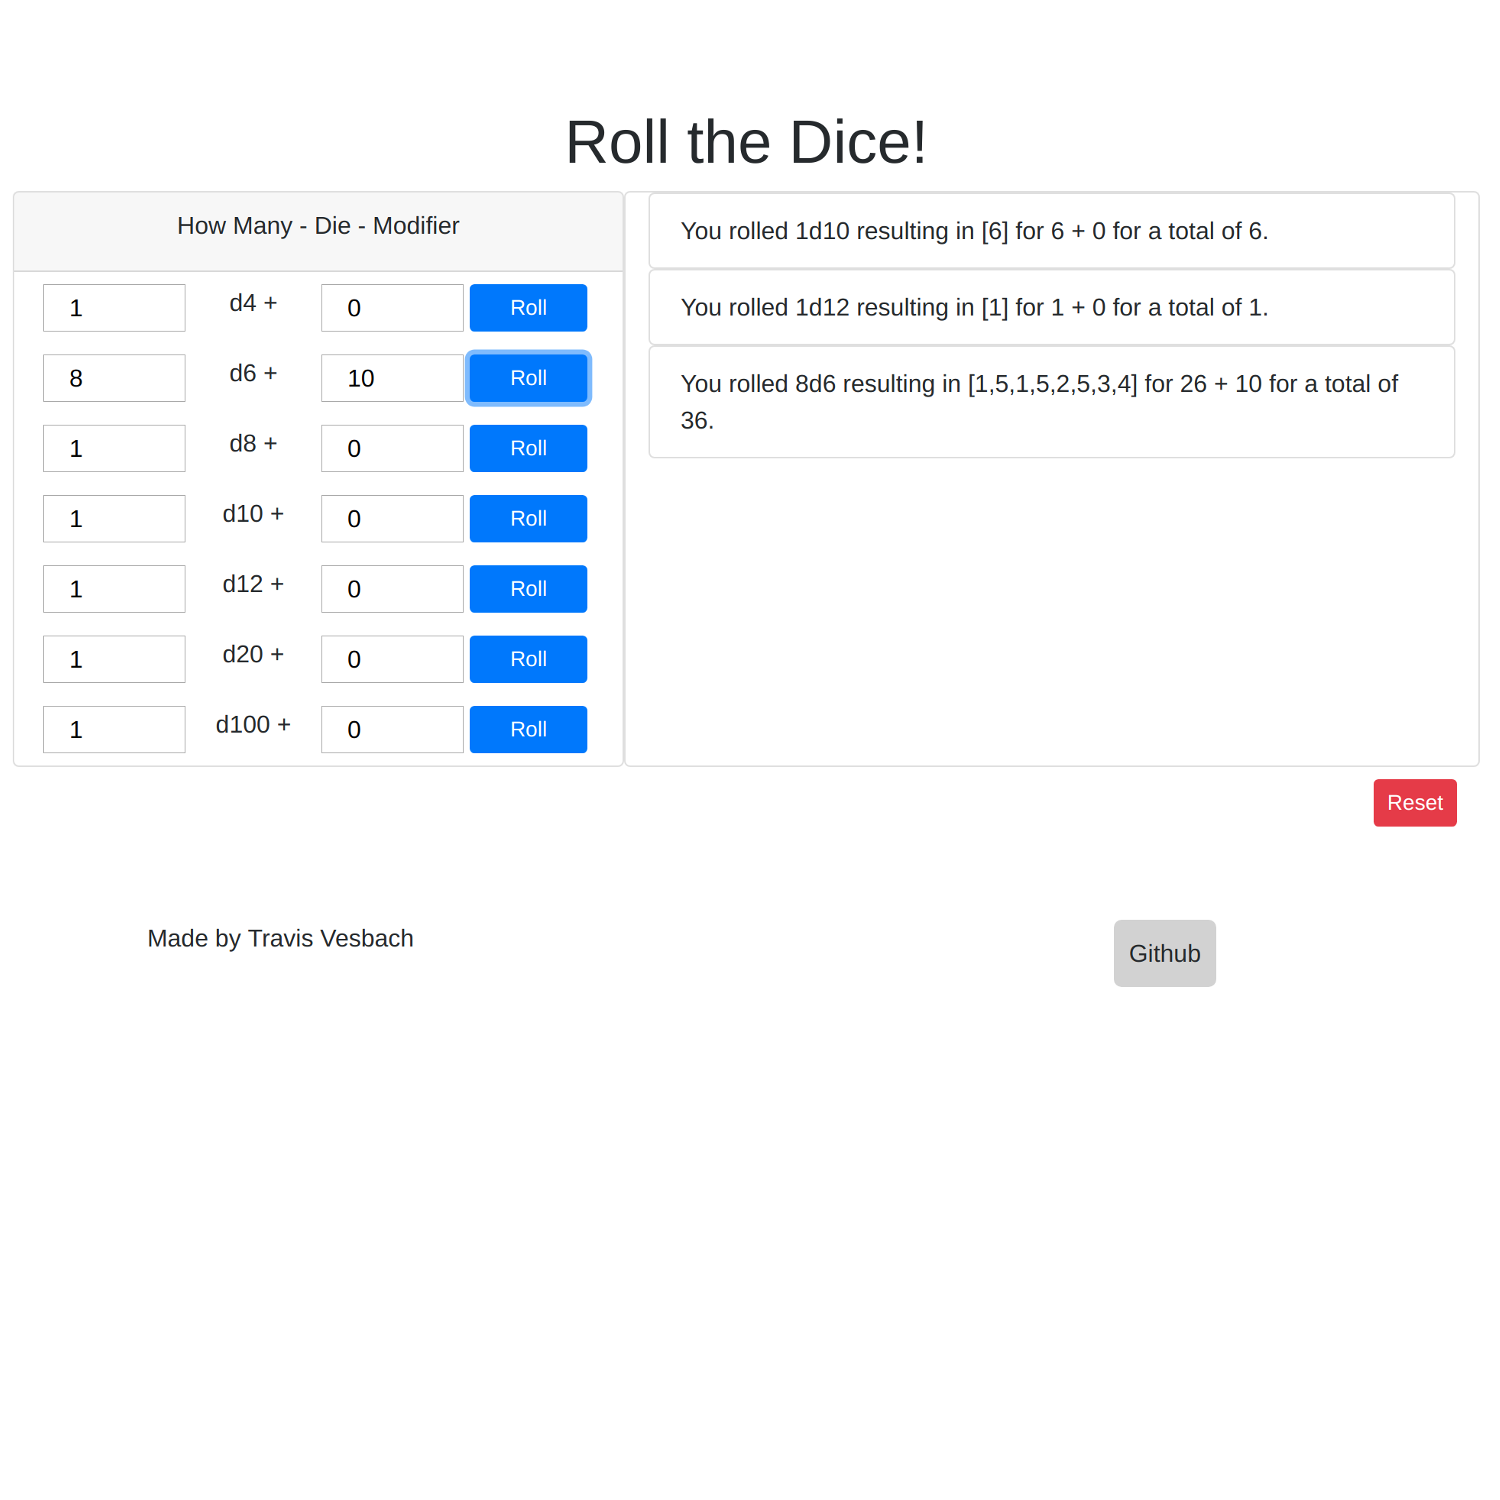 Roll the Dice!
How Many - Die - Modifier
1 d4 + 0 Roll
8 d6 + 10 Roll
1 d8 + 0 Roll
1 d10 + 0 Roll
1 d12 + 0 Roll
1 d20 + 0 Roll
1 d100 + 0 Roll
You rolled 1d10 resulting in [6] for 6 + 0 for a total of 6.
You rolled 1d12 resulting in [1] for 1 + 0 for a total of 1.
You rolled 8d6 resulting in [1,5,1,5,2,5,3,4] for 26 + 10 for a total of
36.
Reset
Made by Travis Vesbach
Github